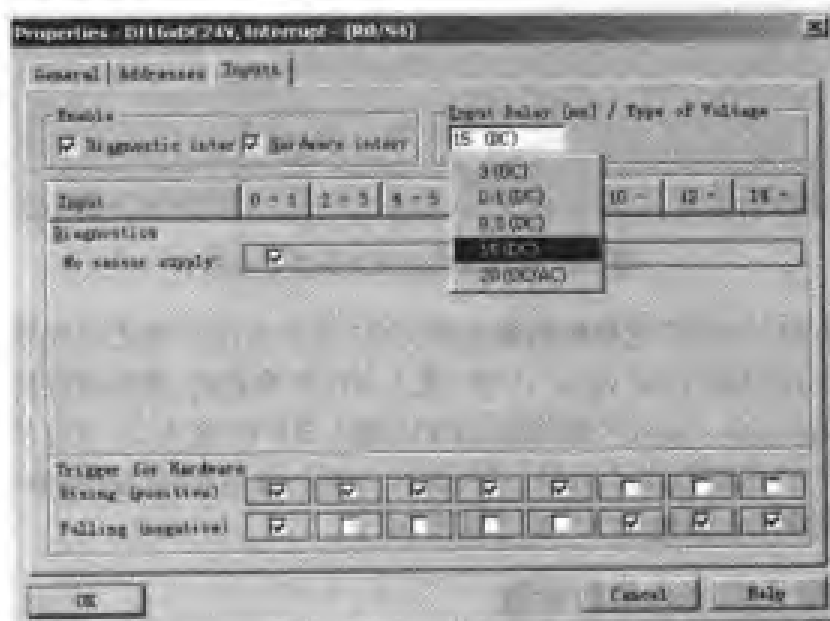 Properties - DI16xDC24V, Interrupt - (R0/S4)
General Addresses Inputs
Enable
Diagnostic inter Hardware interr
Input Delay [ms] / Type of Voltage
15 (DC)
3 (DC)
0.1 (DC)
0.5 (DC)
15 (DC)
20 (DC/AC)
Input 0 - 1 2 - 3 4 - 5 10 - 12 - 14 -
Diagnostics
No sensor supply
Trigger for Hardware
Rising (positive)
Falling (negative)
OK Cancel Help